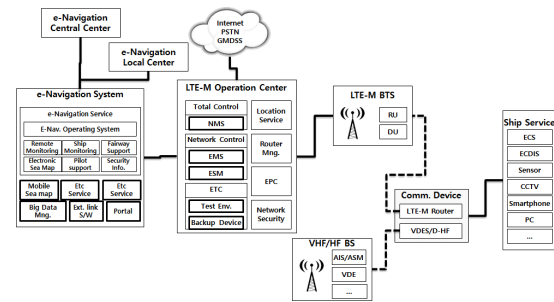 e-Navigation
Central Center
e-Navigation
Local Center
Internet
PSTN
GMDSS
e-Navigation System
e-Navigation Service
E-Nav. Operating System
Remote
Monitoring
Ship
Monitoring
Fairway
Support
Electronic
Sea Map
Pilot
support
Security
Info.
Mobile
Sea map
Etc
Service
Etc
Service
Big Data
Mng.
Ext. link
S/W
Portal
LTE-M Operation Center
Total Control
NMS
Network Control
EMS
ESM
ETC
Test Env.
Backup Device
Location
Service
Router
Mng.
EPC
Network
Security
LTE-M BTS
RU
DU
VHF/HF BS
AIS/ASM
VDE
...
Comm. Device
LTE-M Router
VDES/D-HF
Ship Service
ECS
ECDIS
Sensor
CCTV
Smartphone
PC
...